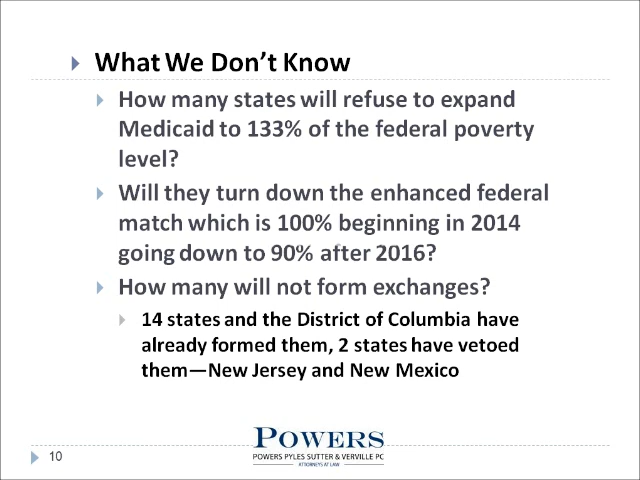 What We Don't Know
How many states will refuse to expand
Medicaid to 133% of the federal poverty
level?
Will they turn down the enhanced federal
match which is 100% beginning in 2014
going down to 90% after 2016?
How many will not form exchanges?
14 states and the District of Columbia have
already formed them, 2 states have vetoed
them—New Jersey and New Mexico
POWERS
POWERS PYLES SUTTER & VERVILLE PC
ATTORNEYS AT LAW
10